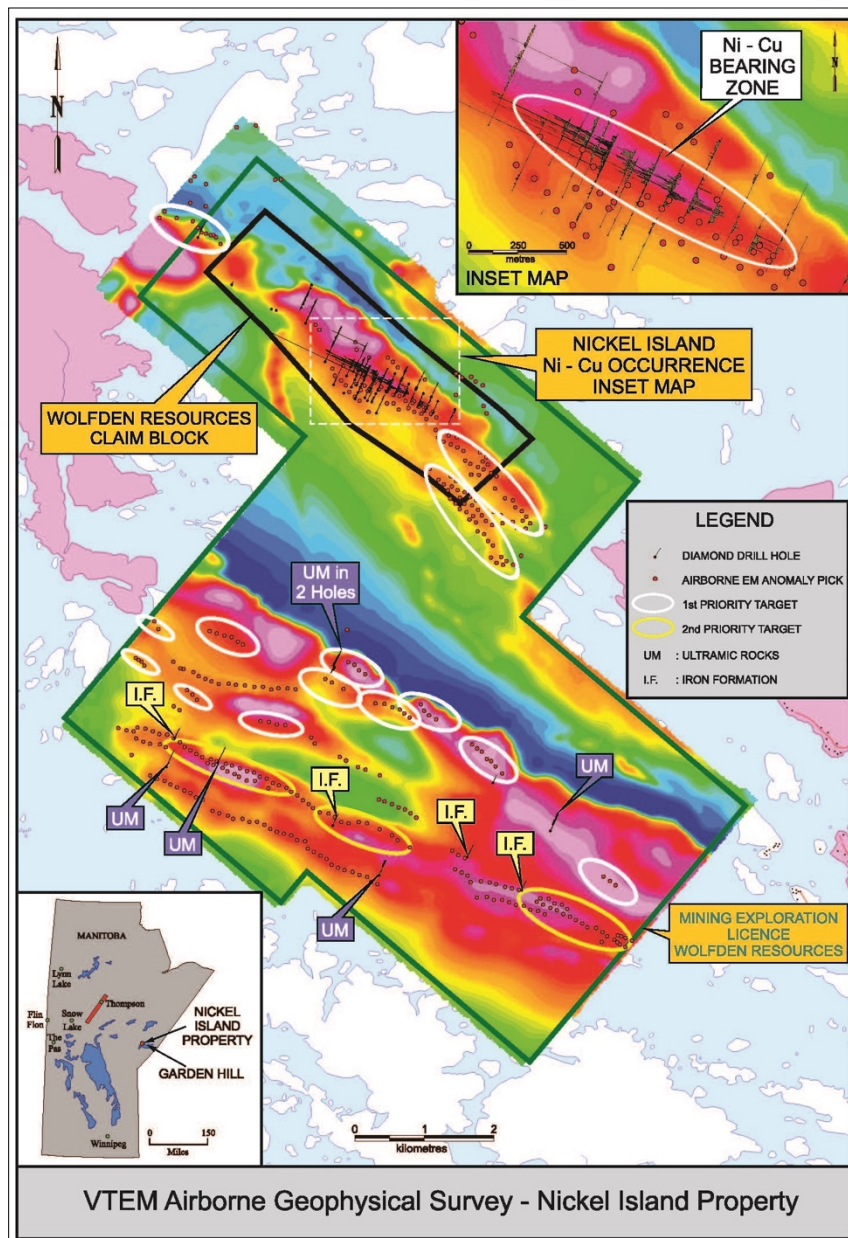 N
Ni - Cu
BEARING
ZONE
N
0 250 500
metres
INSET MAP
NICKEL ISLAND
Ni - Cu OCCURRENCE
INSET MAP
WOLFDEN RESOURCES
CLAIM BLOCK
LEGEND
DIAMOND DRILL HOLE
AIRBORNE EM ANOMALY PICK
1st PRIORITY TARGET
2nd PRIORITY TARGET
UM : ULTRAMIC ROCKS
I.F. : IRON FORMATION
UM in
2 Holes
I.F.
UM
UM
I.F.
UM
I.F.
I.F.
UM
MINING EXPLORATION
LICENCE
WOLFDEN RESOURCES
MANITOBA
Lynn
Lake
Thompson
Flin
Flon
Snow
Lake
The
Pas
NICKEL
ISLAND
PROPERTY
GARDEN HILL
Winnipeg
0 150
Miles
0 1 2
kilometres
VTEM Airborne Geophysical Survey - Nickel Island Property